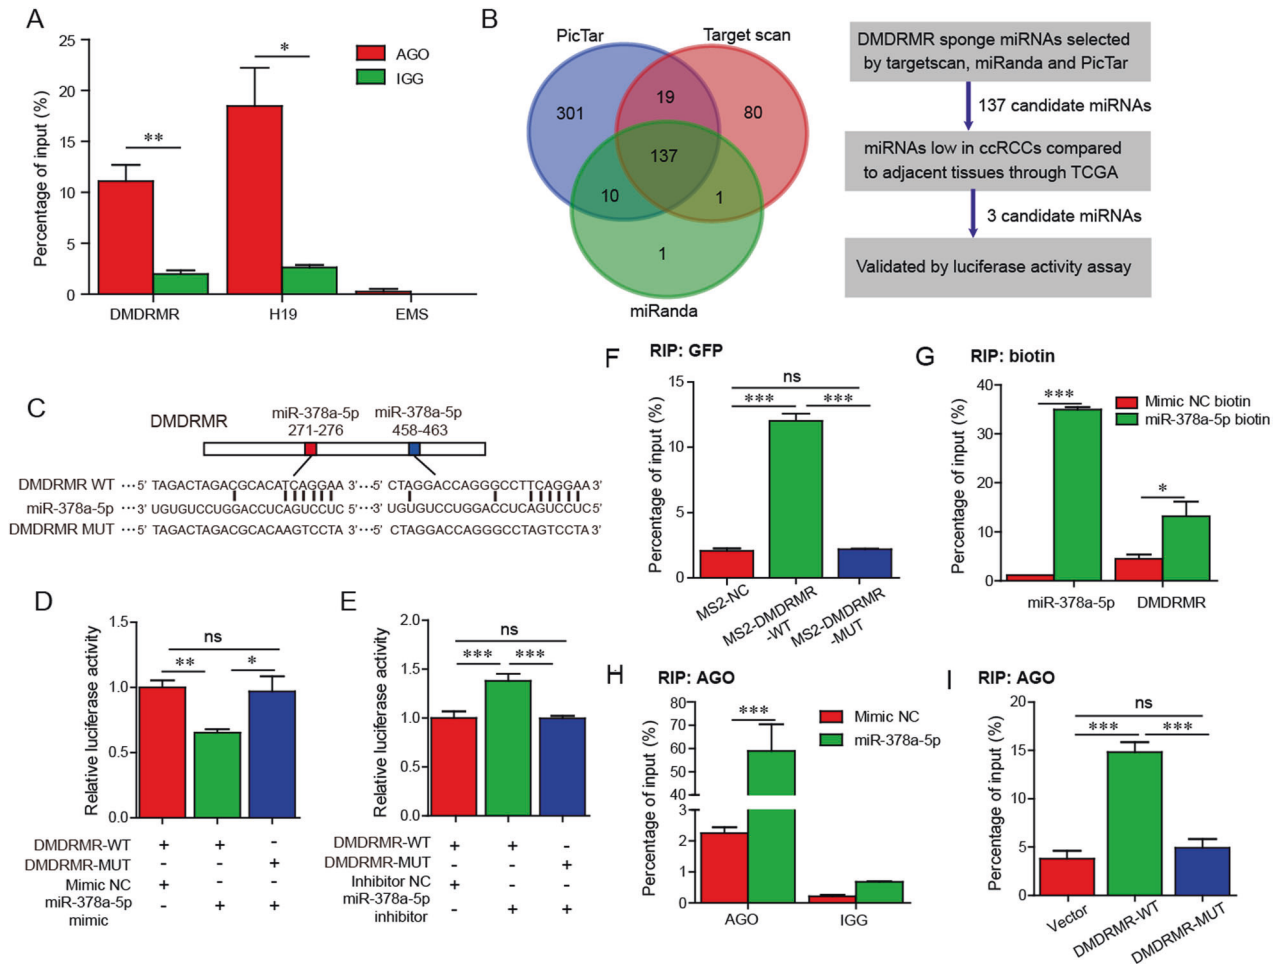 A
25
20
15
10
5
0
Percentage of input (%)
**
*
AGO
IGG
DMDRMR
H19
EMS
B
PicTar
Target scan
301
19
80
137
10
1
1
miRanda
DMDRMR sponge miRNAs selected
by targetscan, miRanda and PicTar
137 candidate miRNAs
miRNAs low in ccRCCs compared
to adjacent tissues through TCGA
3 candidate miRNAs
Validated by luciferase activity assay
C
DMDRMR
miR-378a-5p
271-276
miR-378a-5p
458-463
DMDRMR WT ···5' TAGACTAGACGCACATCAGGAA 3'···5' CTAGGACCAGGGCCTTCAGGAA 3'
miR-378a-5p ···3' UGUGUCCUGGACCUCAGUCCUC 5'···3' UGUGUCCUGGACCUCAGUCCUC 5'
DMDRMR MUT ···5' TAGACTAGACGCACAAGTCCTA 3'···5' CTAGGACCAGGGCCTAGTCCTA 3'
D
1.5
1.0
0.5
0.0
Relative luciferase activity
ns
**
*
DMDRMR-WT + + -
DMDRMR-MUT - - +
Mimic NC + - -
miR-378a-5p - + +
mimic
E
2.0
1.5
1.0
0.5
0.0
Relative luciferase activity
ns
***
***
DMDRMR-WT + + -
DMDRMR-MUT - - +
Inhibitor NC + - -
miR-378a-5p - + +
inhibitor
F
RIP: GFP
15
10
5
0
Percentage of input (%)
ns
***
***
MS2-NC
MS2-DMDRMR
-WT
MS2-DMDRMR
-MUT
G
RIP: biotin
40
30
20
10
0
Percentage of input (%)
***
*
Mimic NC biotin
miR-378a-5p biotin
miR-378a-5p
DMDRMR
H
RIP: AGO
80
70
60
50
40
3
2
1
0
Percentage of input (%)
***
Mimic NC
miR-378a-5p
AGO
IGG
I
RIP: AGO
20
15
10
5
0
Percentage of input (%)
ns
***
***
Vector
DMDRMR-WT
DMDRMR-MUT